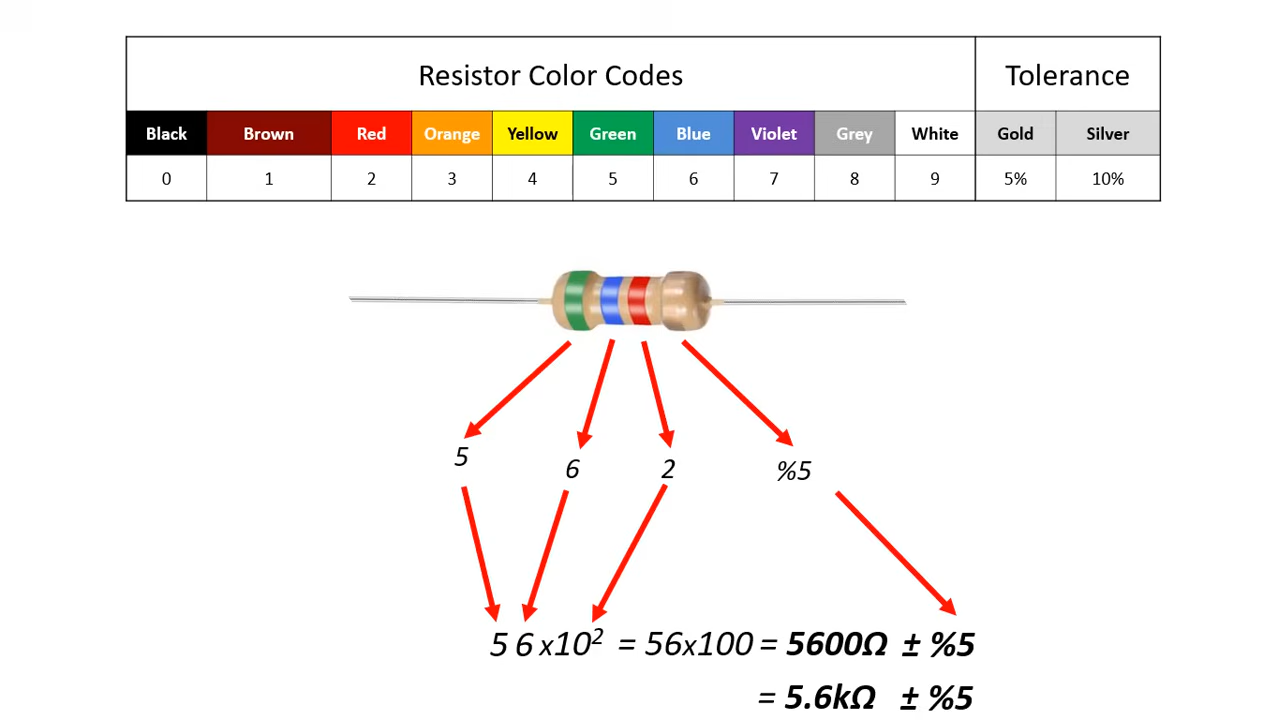 Resistor Color Codes Tolerance
Black Brown Red Orange Yellow Green Blue Violet Grey White Gold Silver
0 1 2 3 4 5 6 7 8 9 5% 10%
5 6 2 %5
5 6 x10² = 56x100 = 5600Ω ± %5
= 5.6kΩ ± %5